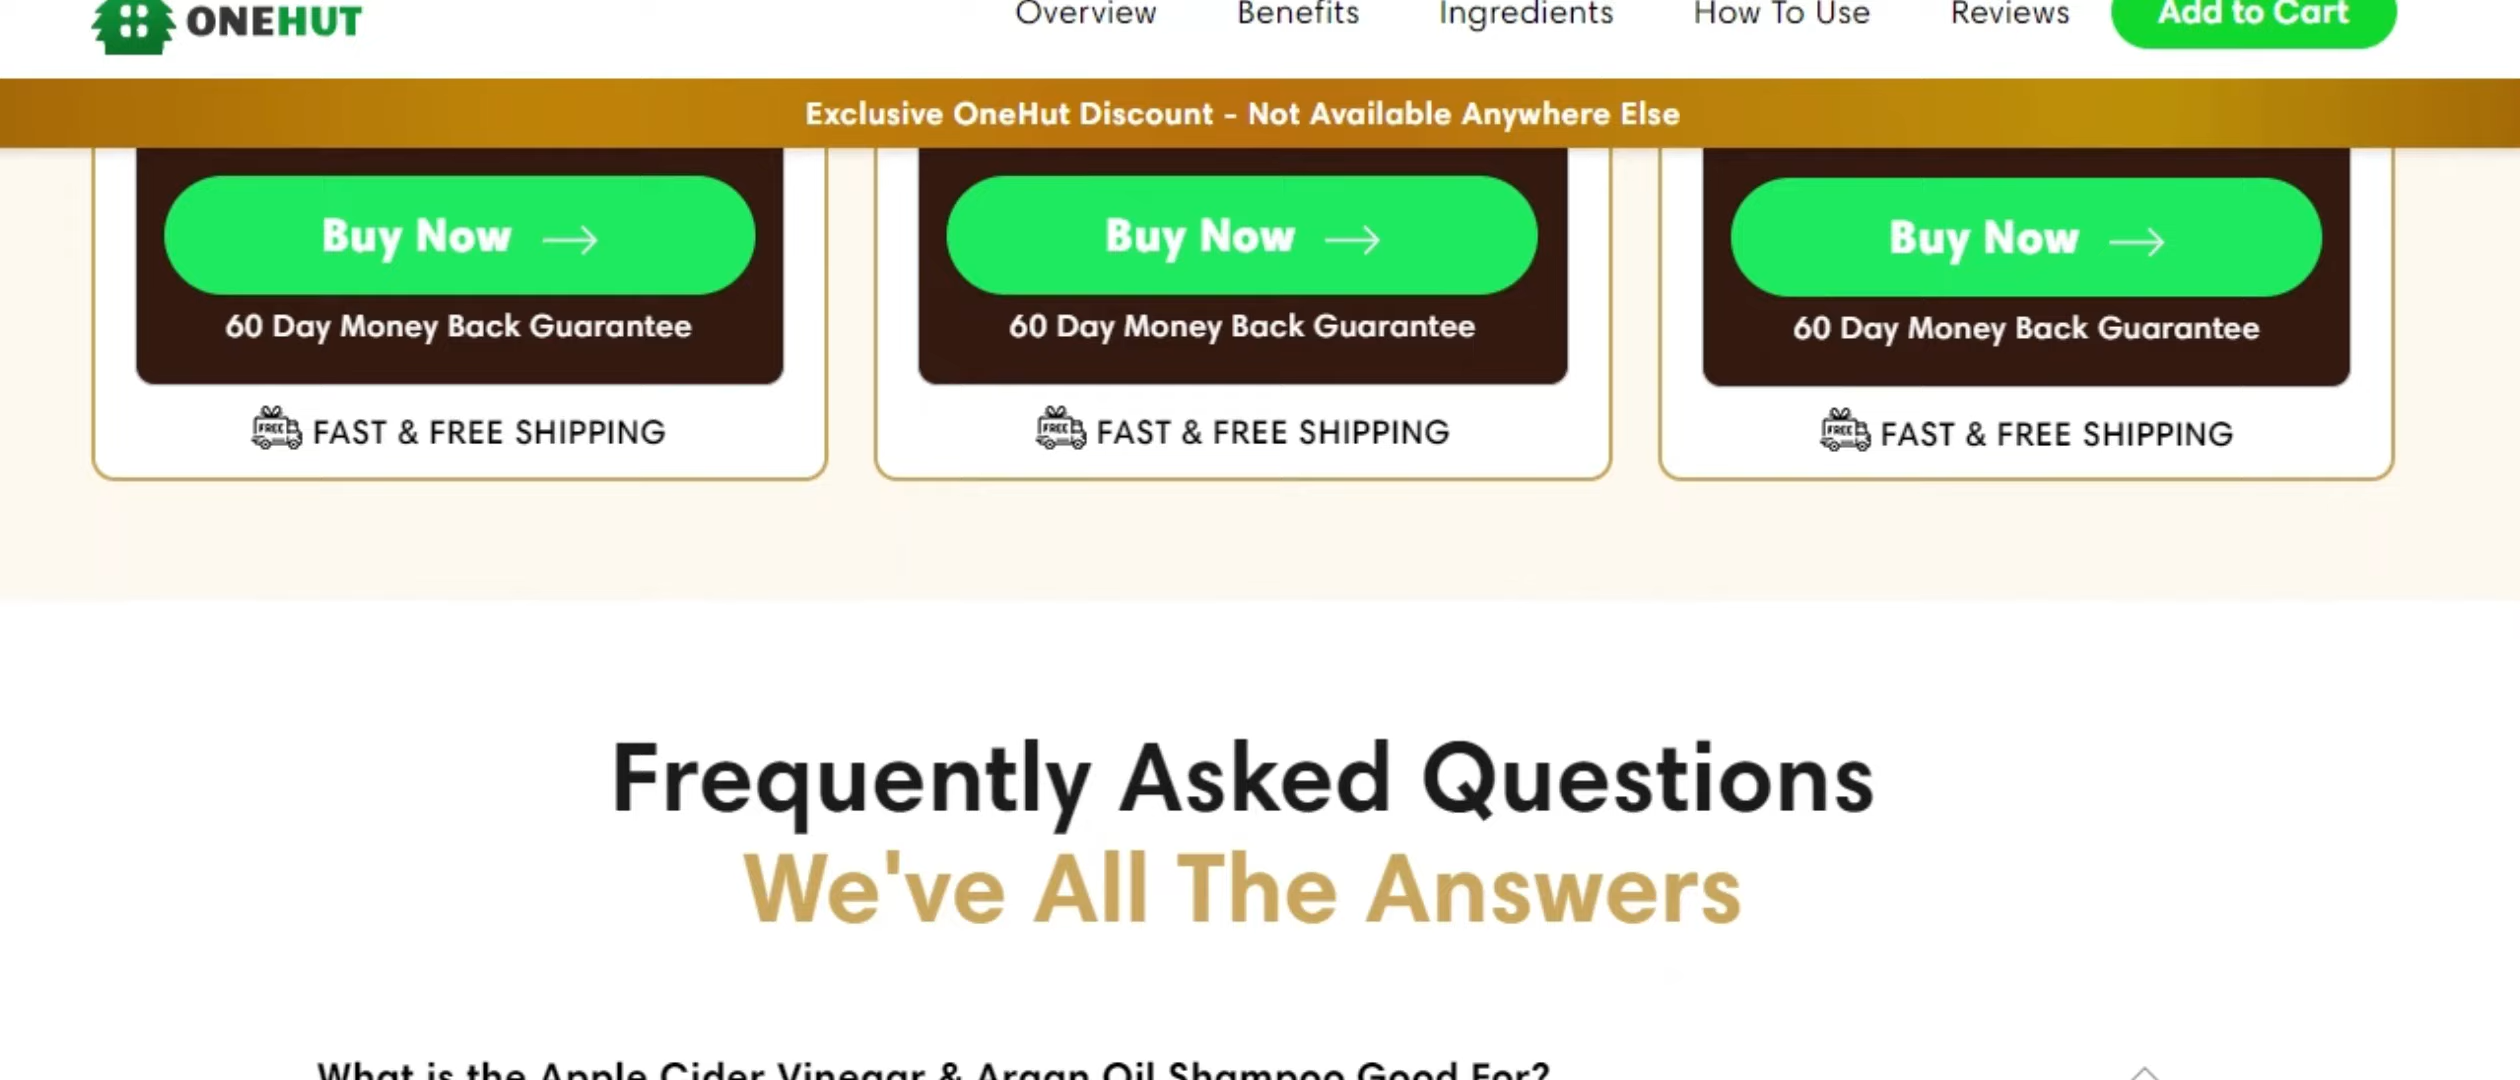 ONEHUT
Overview Benefits Ingredients How To Use Reviews Add to Cart
Exclusive OneHut Discount - Not Available Anywhere Else
Buy Now
60 Day Money Back Guarantee
FREE FAST & FREE SHIPPING
Buy Now
60 Day Money Back Guarantee
FREE FAST & FREE SHIPPING
Buy Now
60 Day Money Back Guarantee
FREE FAST & FREE SHIPPING
Frequently Asked Questions
We've All The Answers
What is the Apple Cider Vinegar & Argan Oil Shampoo Good For?